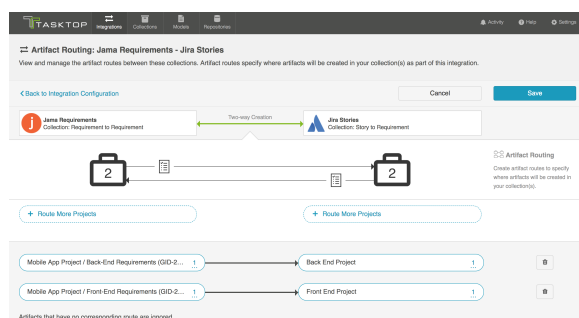 TASKTOP
Integrations
Collections
Models
Repositories
Activity
Help
Settings
Artifact Routing: Jama Requirements - Jira Stories
View and manage the artifact routes between these collections. Artifact routes specify where artifacts will be created in your collection(s) as part of this integration.
Back to Integration Configuration
Cancel
Save
Jama Requirements
Collection: Requirement to Requirement
Two-way Creation
Jira Stories
Collection: Story to Requirement
2
2
Artifact Routing
Create artifact routes to specify
where artifacts will be created in
your collection(s).
+ Route More Projects
+ Route More Projects
Mobile App Project / Back-End Requirements (GID-2... 1
Back End Project 1
Mobile App Project / Front-End Requirements (GID-2... 1
Front End Project 1
Artifacts that have no corresponding route are ignored